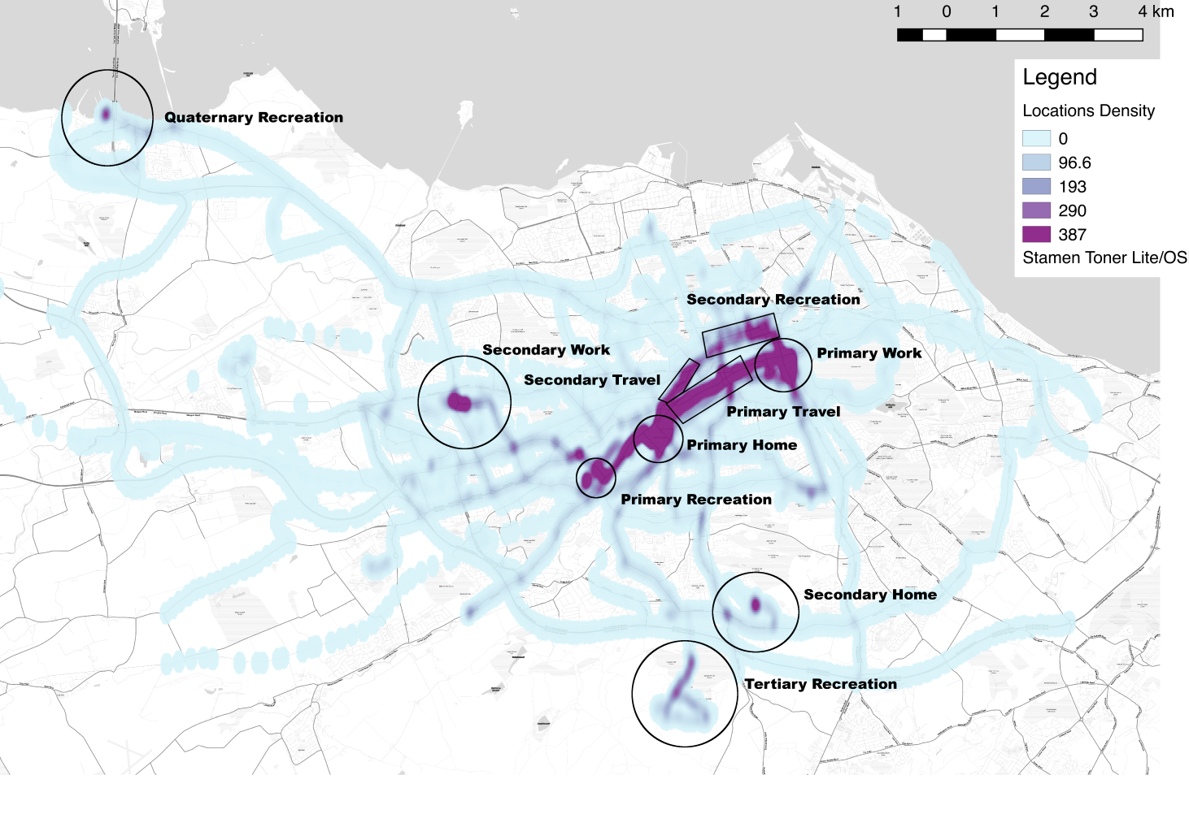 1 0 1 2 3 4 km
Legend
Locations Density
0
96.6
193
290
387
Stamen Toner Lite/OS
Quaternary Recreation
Secondary Recreation
Secondary Work
Primary Work
Secondary Travel
Primary Travel
Primary Home
Primary Recreation
Secondary Home
Tertiary Recreation